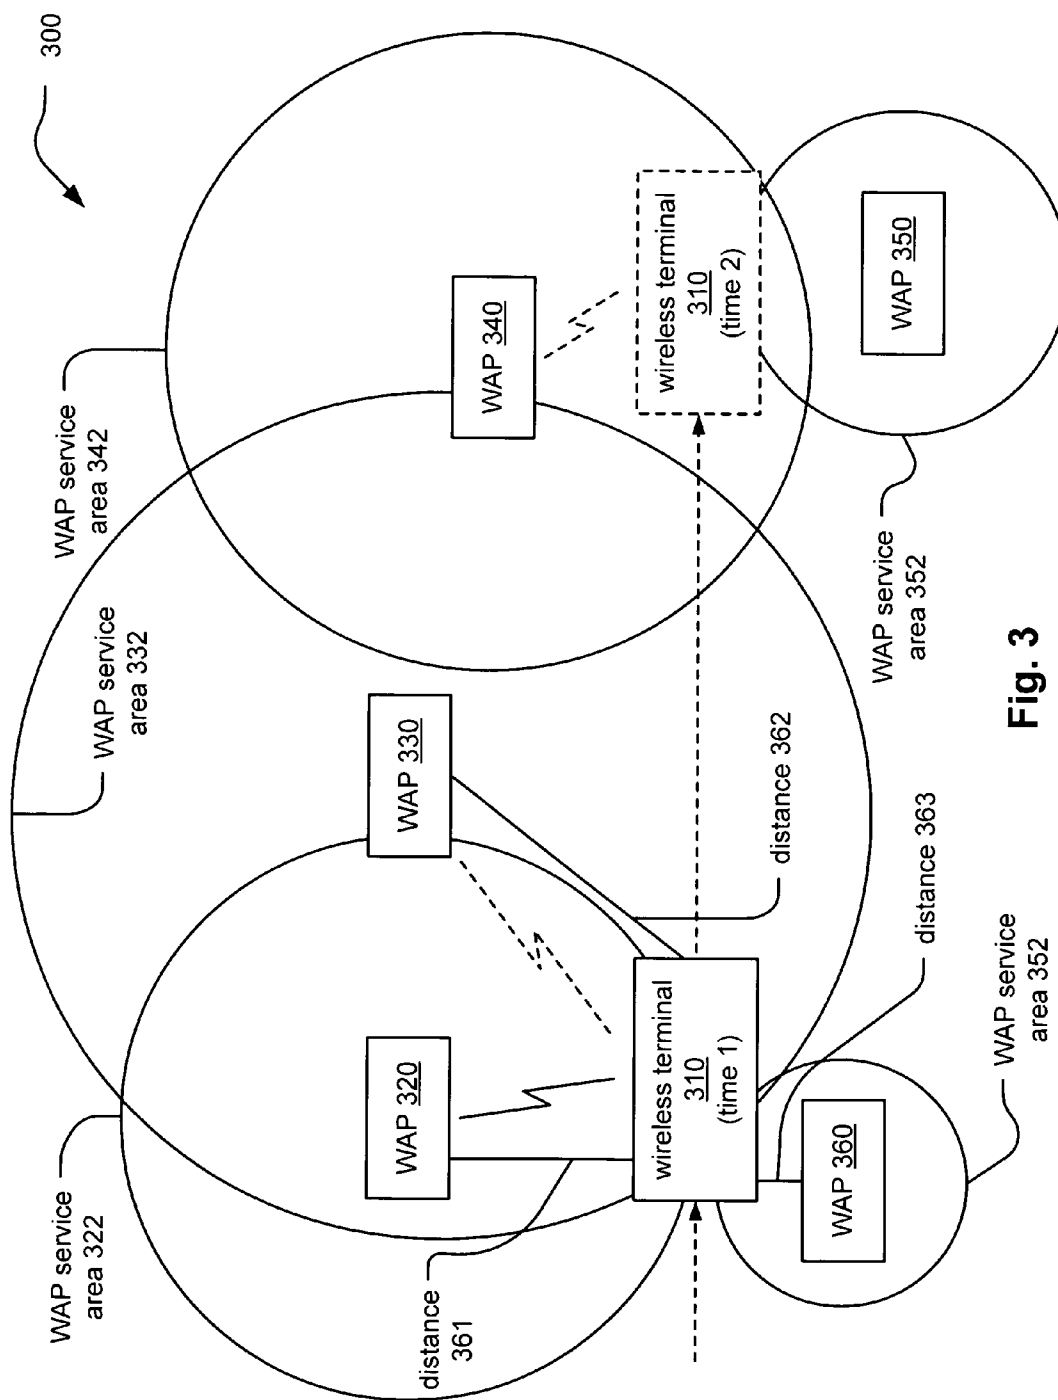 300
WAP service
area 342
WAP service
area 332
WAP service
area 322
WAP 340
WAP 330
WAP 320
wireless terminal
310
(time 2)
wireless terminal
310
(time 1)
WAP 350
WAP 360
distance
361
distance 362
distance 363
WAP service
area 352
WAP service
area 352
Fig. 3